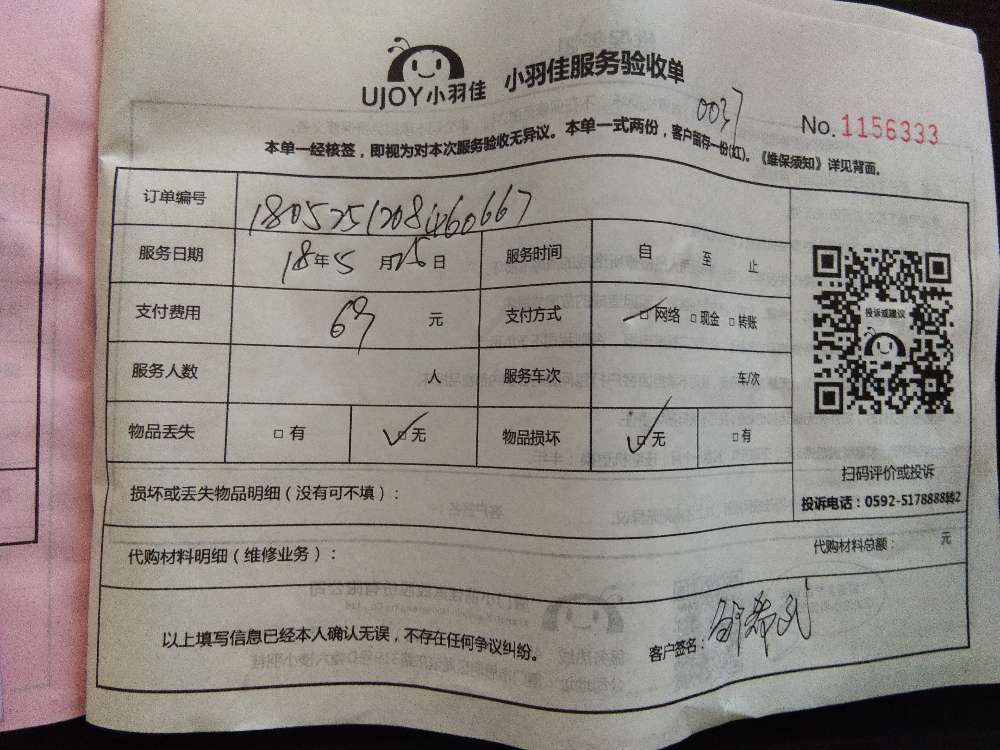 UJOY小羽佳 小羽佳服务验收单
0037
No. 1156333
本单一经核签，即视为对本次服务验收无异议。本单一式两份，客户留存一份(红)。《维保须知》详见背面。
订单编号 180525120846066７
服务日期 18年5月25日 服务时间 自 至 止
支付费用 69 元 支付方式 □网络 □现金 □转账
投诉或建议
服务人数 人 服务车次 车/次
物品丢失 □有 □无 物品损坏 □无 □有
扫码评价或投诉
损坏或丢失物品明细（没有可不填）：
投诉电话：0592-5178888转2
代购材料明细（维修业务）： 代购材料总额： 元
以上填写信息已经本人确认无误，不存在任何争议纠纷。 客户签名：